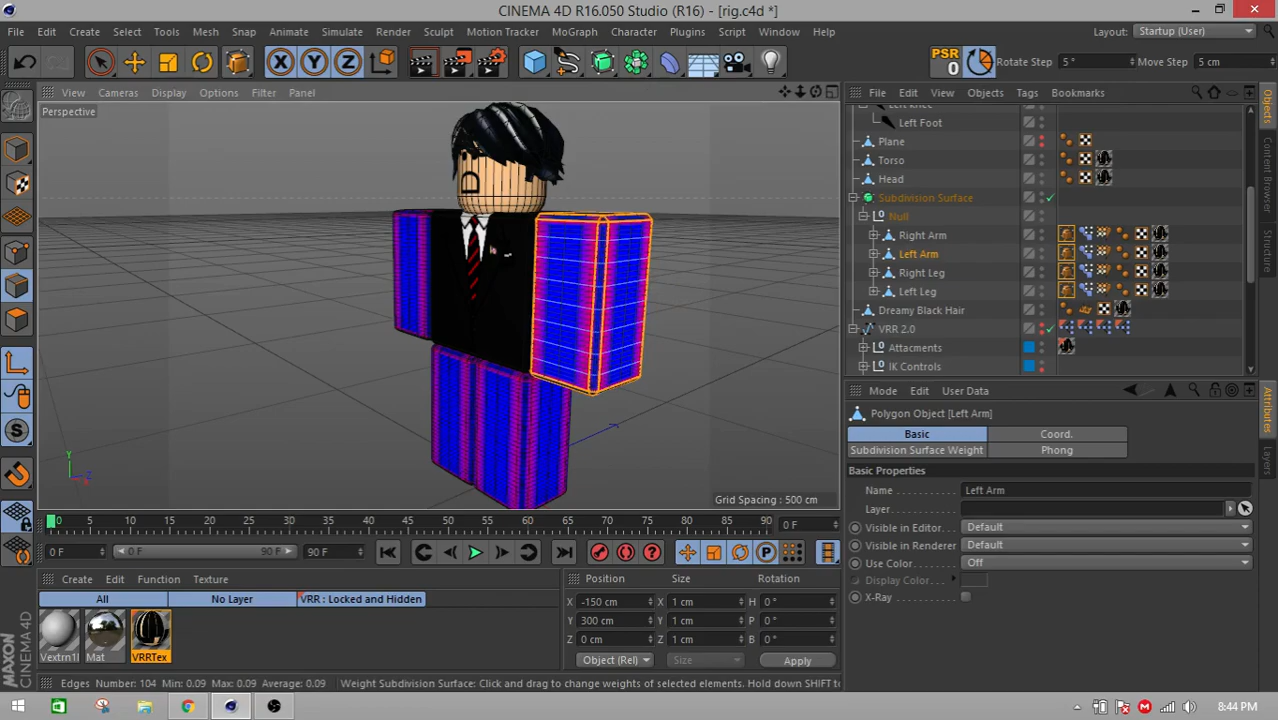 CINEMA 4D R16.050 Studio (R16) - [rig.c4d *]
File Edit Create Select Tools Mesh Snap Animate Simulate Render Sculpt Motion Tracker MoGraph Character Plugins Script Window Help
Layout: Startup (User)
PSR
0
Rotate Step 5 ° Move Step 5 cm
X Y Z
View Cameras Display Options Filter Panel
File Edit View Objects Tags Bookmarks
Perspective
D
Left Foot
Plane
Torso
Head
Subdivision Surface
Null
Right Arm
Left Arm
Right Leg
Left Leg
Dreamy Black Hair
VRR 2.0
Attacments
IK Controls
Objects
Content Browser
Structure
Mode Edit User Data
Polygon Object [Left Arm]
Basic Coord.
Subdivision Surface Weight Phong
Basic Properties
Name Left Arm
Layer
Visible in Editor Default
Visible in Renderer Default
Use Color Off
Display Color
X-Ray
Attributes
Layers
Y
Z
Grid Spacing : 500 cm
0 5 10 15 20 25 30 35 40 45 50 55 60 65 70 75 80 85 90 0 F
0 F 0 F 90 F 90 F
Create Edit Function Texture
All No Layer VRR : Locked and Hidden
Vextrn1l Mat VRRTex
Position Size Rotation
X -150 cm X 1 cm H 0 °
Y 300 cm Y 1 cm P 0 °
Z 0 cm Z 1 cm B 0 °
Object (Rel) Size Apply
MAXON
CINEMA 4D
Edges Number: 104 Min: 0.09 Max: 0.09 Average: 0.09 Weight Subdivision Surface: Click and drag to change weights of selected elements. Hold down SHIFT to
8:44 PM